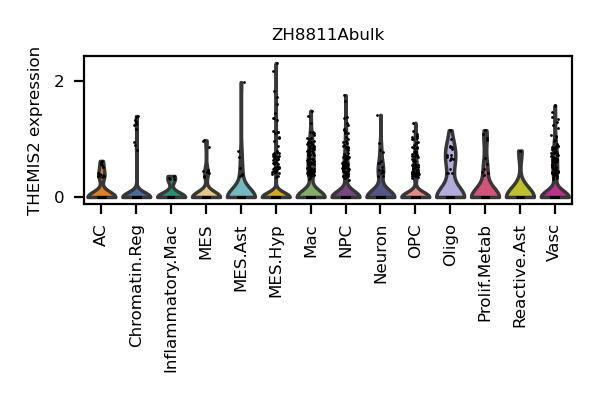 ZH8811Abulk
THEMIS2 expression
2
0
AC
Chromatin.Reg
Inflammatory.Mac
MES
MES.Ast
MES.Hyp
Mac
NPC
Neuron
OPC
Oligo
Prolif.Metab
Reactive.Ast
Vasc